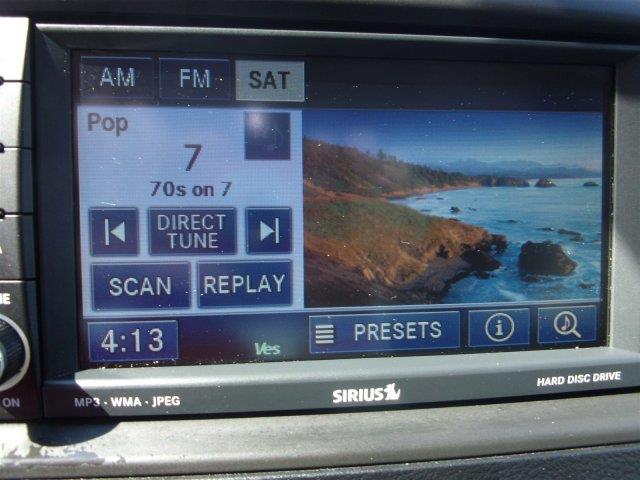 AM FM SAT
Pop
7
70s on 7
DIRECT
TUNE
SCAN REPLAY
4:13 Ves PRESETS i
MP3 · WMA · JPEG SIRIUS HARD DISC DRIVE
ON